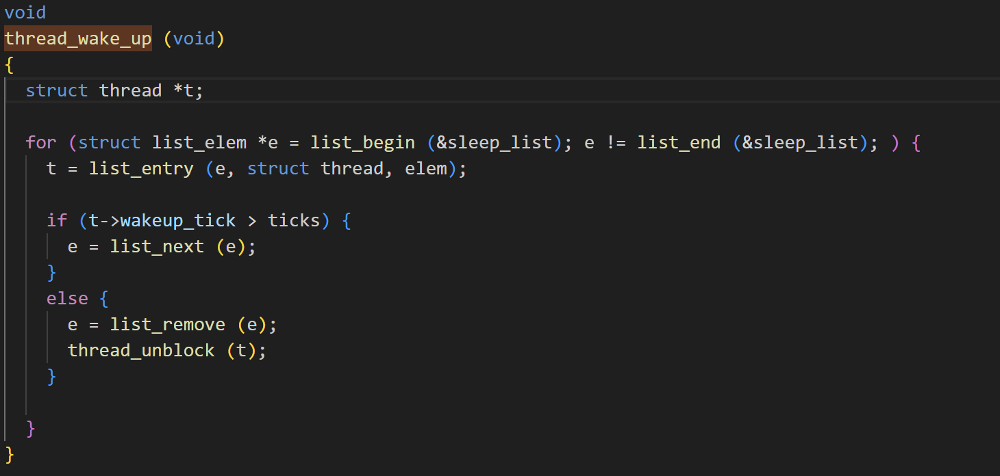 void
thread_wake_up (void)
{
  struct thread *t;

  for (struct list_elem *e = list_begin (&sleep_list); e != list_end (&sleep_list); ) {
    t = list_entry (e, struct thread, elem);

    if (t->wakeup_tick > ticks) {
      e = list_next (e);
    }
    else {
      e = list_remove (e);
      thread_unblock (t);
    }

  }
}